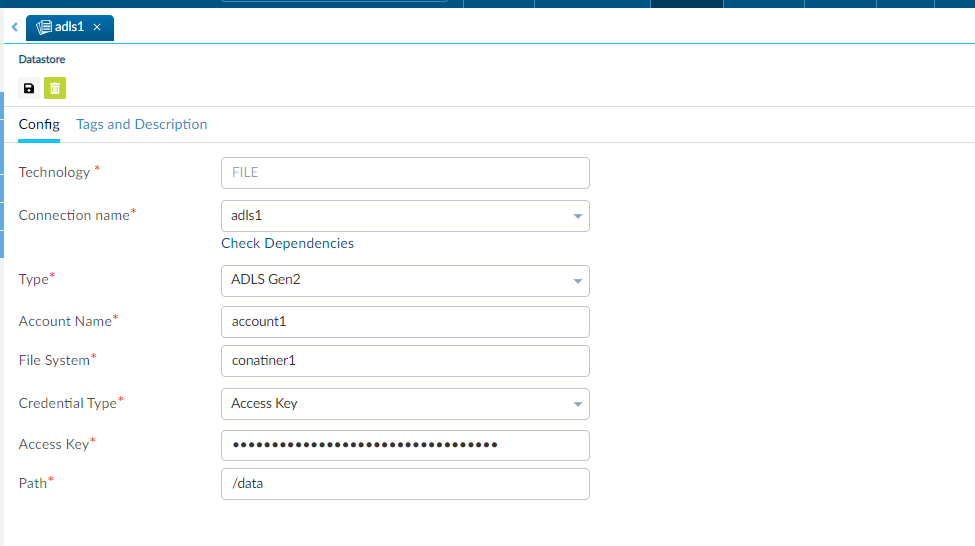 adls1 ×
Datastore
Config Tags and Description
Technology * FILE
Connection name* adls1
Check Dependencies
Type* ADLS Gen2
Account Name* account1
File System* conatiner1
Credential Type* Access Key
Access Key* ••••••••••••••••••••••••••••••••••
Path* /data